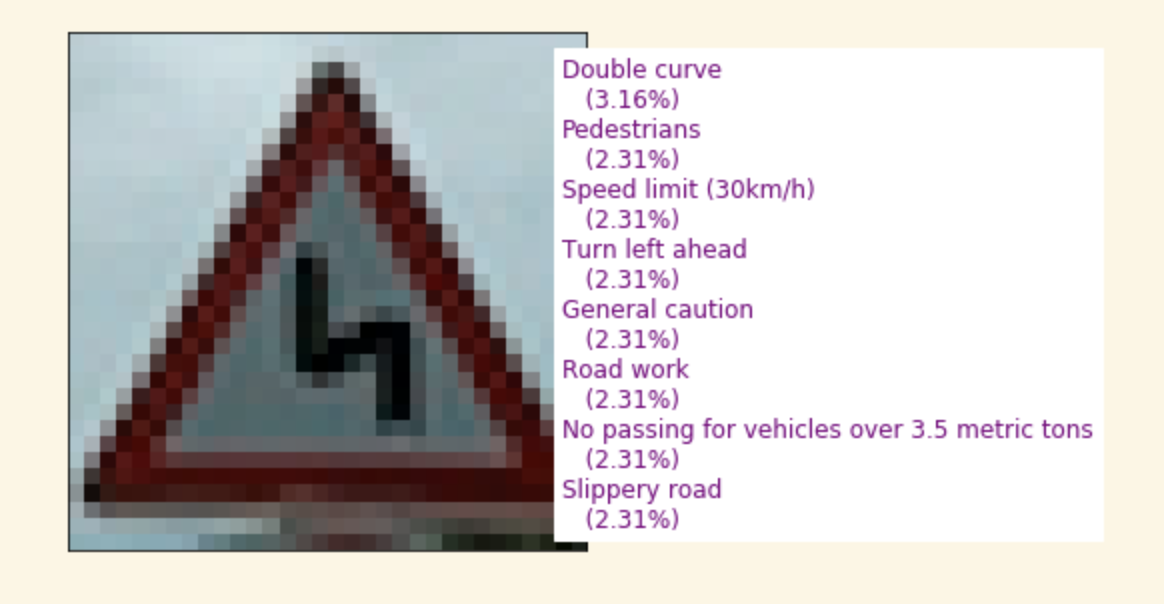 Double curve
(3.16%)
Pedestrians
(2.31%)
Speed limit (30km/h)
(2.31%)
Turn left ahead
(2.31%)
General caution
(2.31%)
Road work
(2.31%)
No passing for vehicles over 3.5 metric tons
(2.31%)
Slippery road
(2.31%)